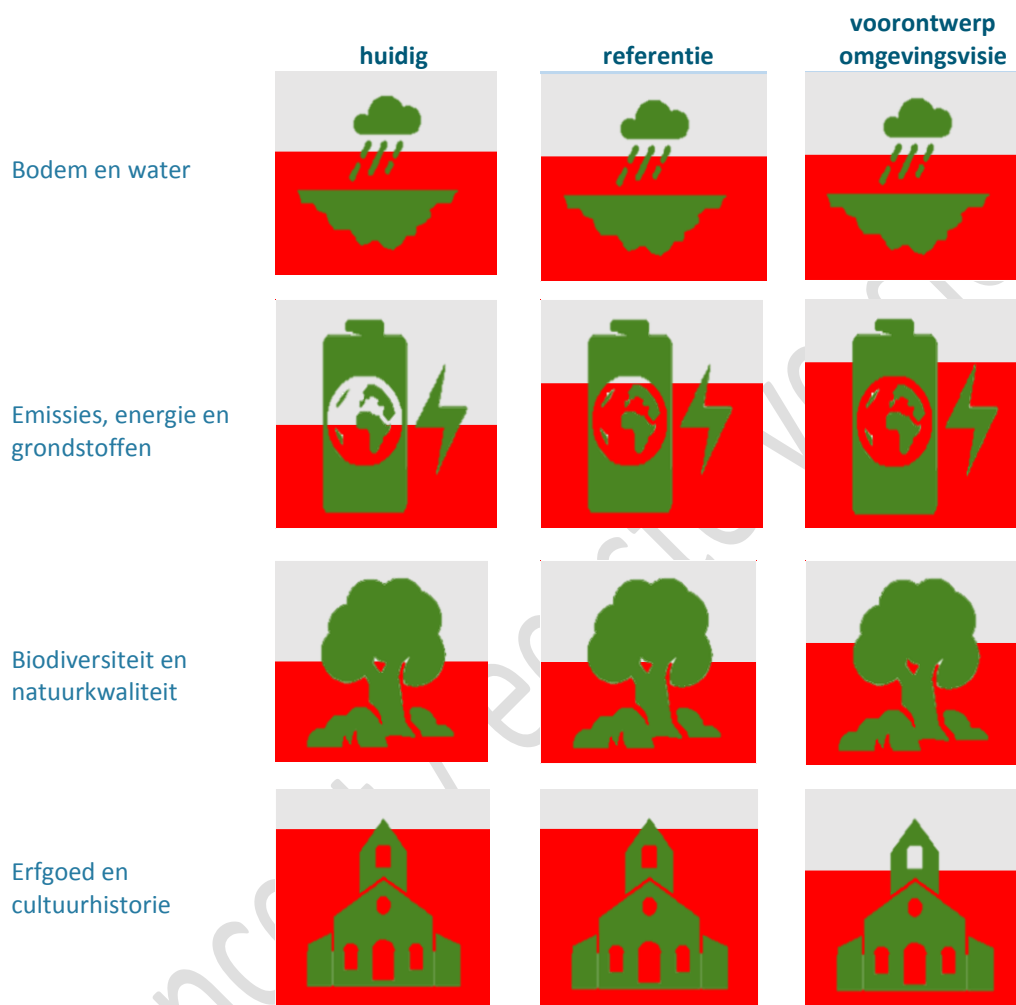 voorontwerp
huidig referentie omgevingsvisie
Bodem en water
Emissies, energie en
grondstoffen
Biodiversiteit en
natuurkwaliteit
Erfgoed en
cultuurhistorie